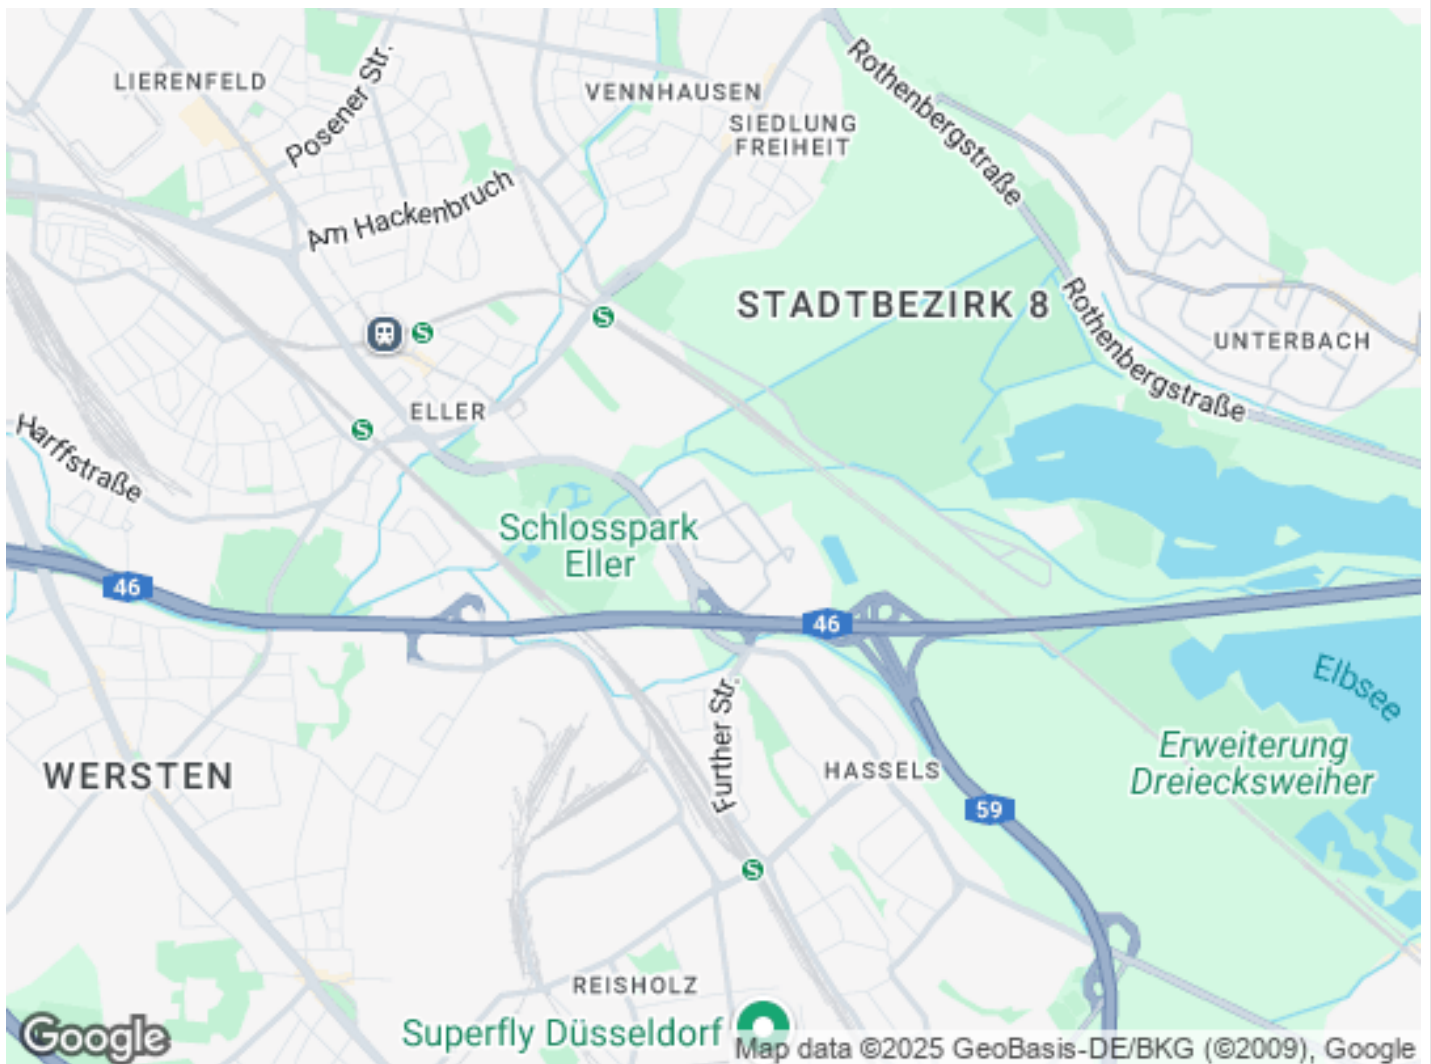 LIERENFELD
Posener Str.
VENNHAUSEN
SIEDLUNG
FREIHEIT
Rothenbergstraße
Am Hackenbruch
STADTBEZIRK 8
Rothenbergstraße
UNTERBACH
S
S
ELLER
S
Harffstraße
Schlosspark
Eller
46
46
Elbsee
Further Str.
Erweiterung
Dreiecksweiher
WERSTEN
HASSELS
59
S
REISHOLZ
Superfly Düsseldorf
Google
Map data ©2025 GeoBasis-DE/BKG (©2009), Google